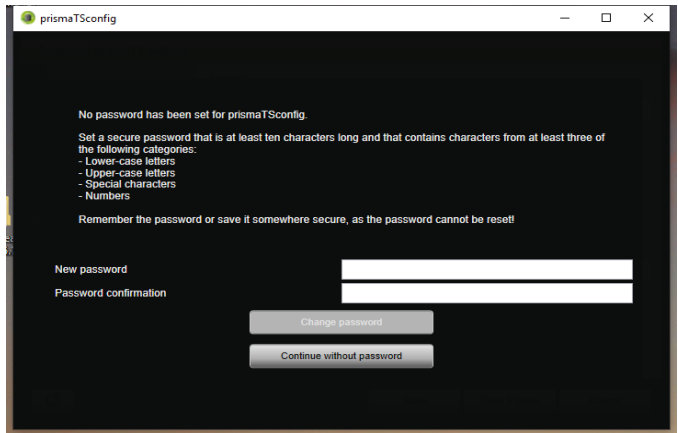 prismaTSconfig
No password has been set for prismaTSconfig.
Set a secure password that is at least ten characters long and that contains characters from at least three of
the following categories:
- Lower-case letters
- Upper-case letters
- Special characters
- Numbers
Remember the password or save it somewhere secure, as the password cannot be reset!
New password
Password confirmation
Change password
Continue without password